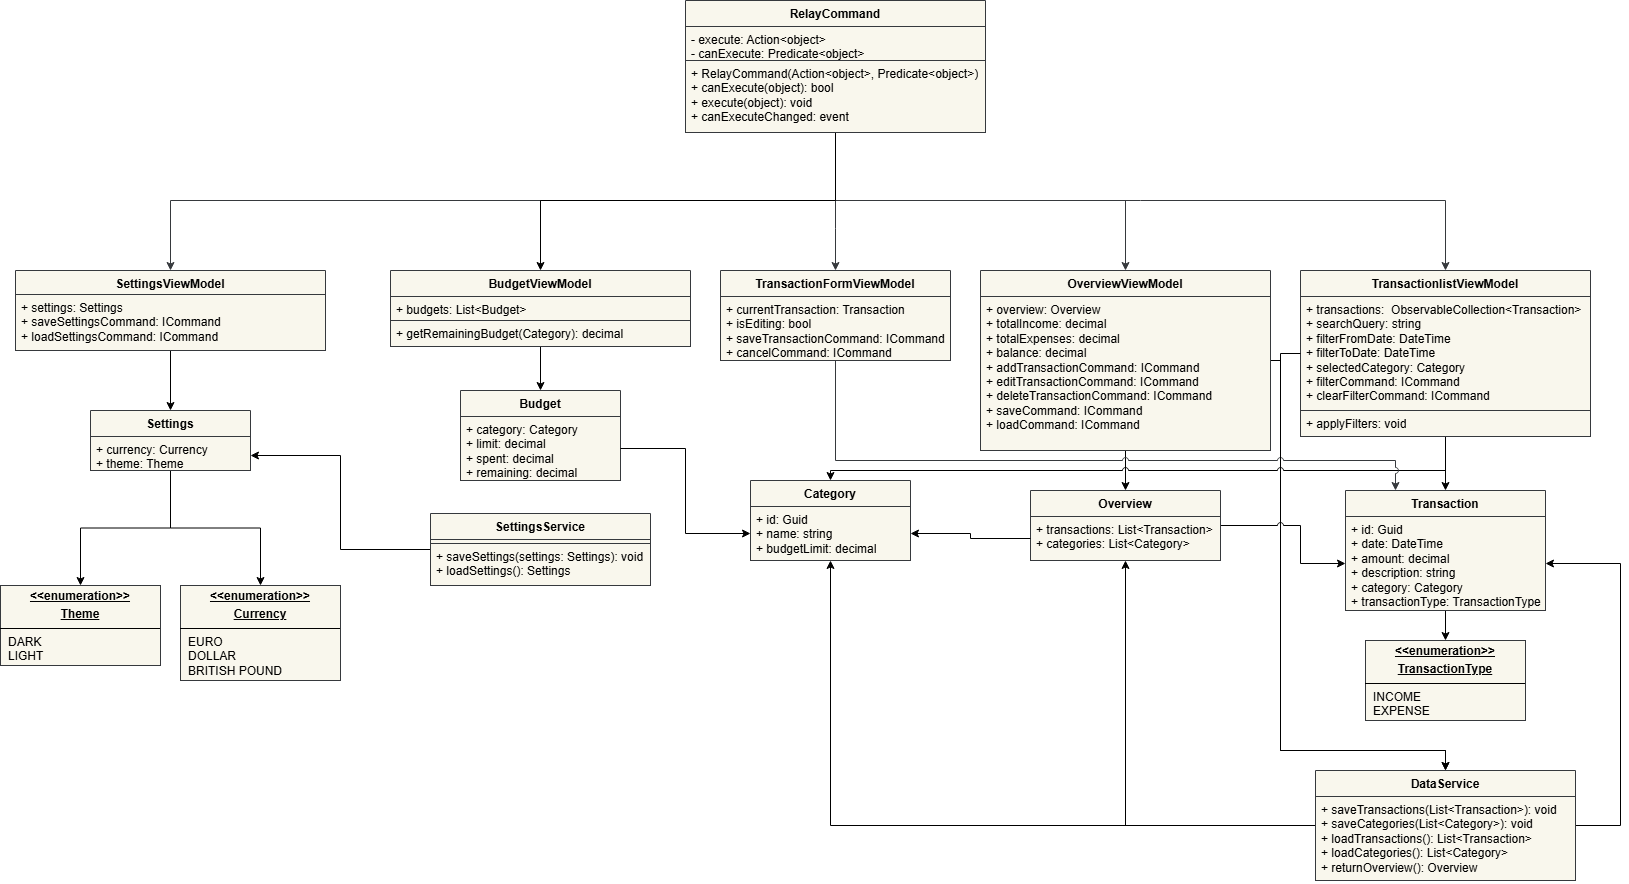 RelayCommand
- execute: Action<object>
- canExecute: Predicate<object>
+ RelayCommand(Action<object>, Predicate<object>)
+ canExecute(object): bool
+ execute(object): void
+ canExecuteChanged: event
SettingsViewModel
+ settings: Settings
+ saveSettingsCommand: ICommand
+ loadSettingsCommand: ICommand
BudgetViewModel
+ budgets: List<Budget>
+ getRemainingBudget(Category): decimal
TransactionFormViewModel
+ currentTransaction: Transaction
+ isEditing: bool
+ saveTransactionCommand: ICommand
+ cancelCommand: ICommand
OverviewViewModel
+ overview: Overview
+ totalIncome: decimal
+ totalExpenses: decimal
+ balance: decimal
+ addTransactionCommand: ICommand
+ editTransactionCommand: ICommand
+ deleteTransactionCommand: ICommand
+ saveCommand: ICommand
+ loadCommand: ICommand
TransactionlistViewModel
+ transactions: ObservableCollection<Transaction>
+ searchQuery: string
+ filterFromDate: DateTime
+ filterToDate: DateTime
+ selectedCategory: Category
+ filterCommand: ICommand
+ clearFilterCommand: ICommand
+ applyFilters: void
Settings
+ currency: Currency
+ theme: Theme
Budget
+ category: Category
+ limit: decimal
+ spent: decimal
+ remaining: decimal
SettingsService
+ saveSettings(settings: Settings): void
+ loadSettings(): Settings
Category
+ id: Guid
+ name: string
+ budgetLimit: decimal
Overview
+ transactions: List<Transaction>
+ categories: List<Category>
Transaction
+ id: Guid
+ date: DateTime
+ amount: decimal
+ description: string
+ category: Category
+ transactionType: TransactionType
<<enumeration>>
Theme
DARK
LIGHT
<<enumeration>>
Currency
EURO
DOLLAR
BRITISH POUND
<<enumeration>>
TransactionType
INCOME
EXPENSE
DataService
+ saveTransactions(List<Transaction>): void
+ saveCategories(List<Category>): void
+ loadTransactions(): List<Transaction>
+ loadCategories(): List<Category>
+ returnOverview(): Overview